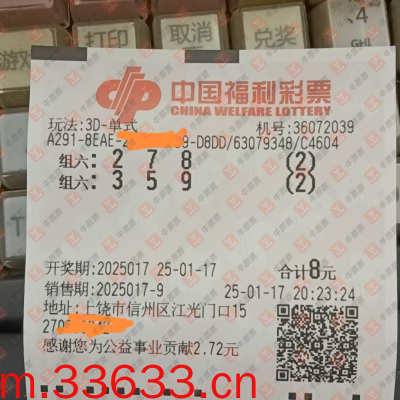 游戏
打印
取消
兑奖
4
中国福利彩票
CHINA WELFARE LOTTERY
玩法:3D-单式 机号:36072039
A291-8EAE-2 9-D8DD/63079348/C4604
组六: 2 7 8 (2)
组六: 3 5 9 (2)
开奖期:2025017 25-01-17 合计8元
销售期:2025017-9 25-01-17 20:23:24
地址:上饶市信州区江光门口15
270
感谢您为公益事业贡献2.72元
m.33633.cn